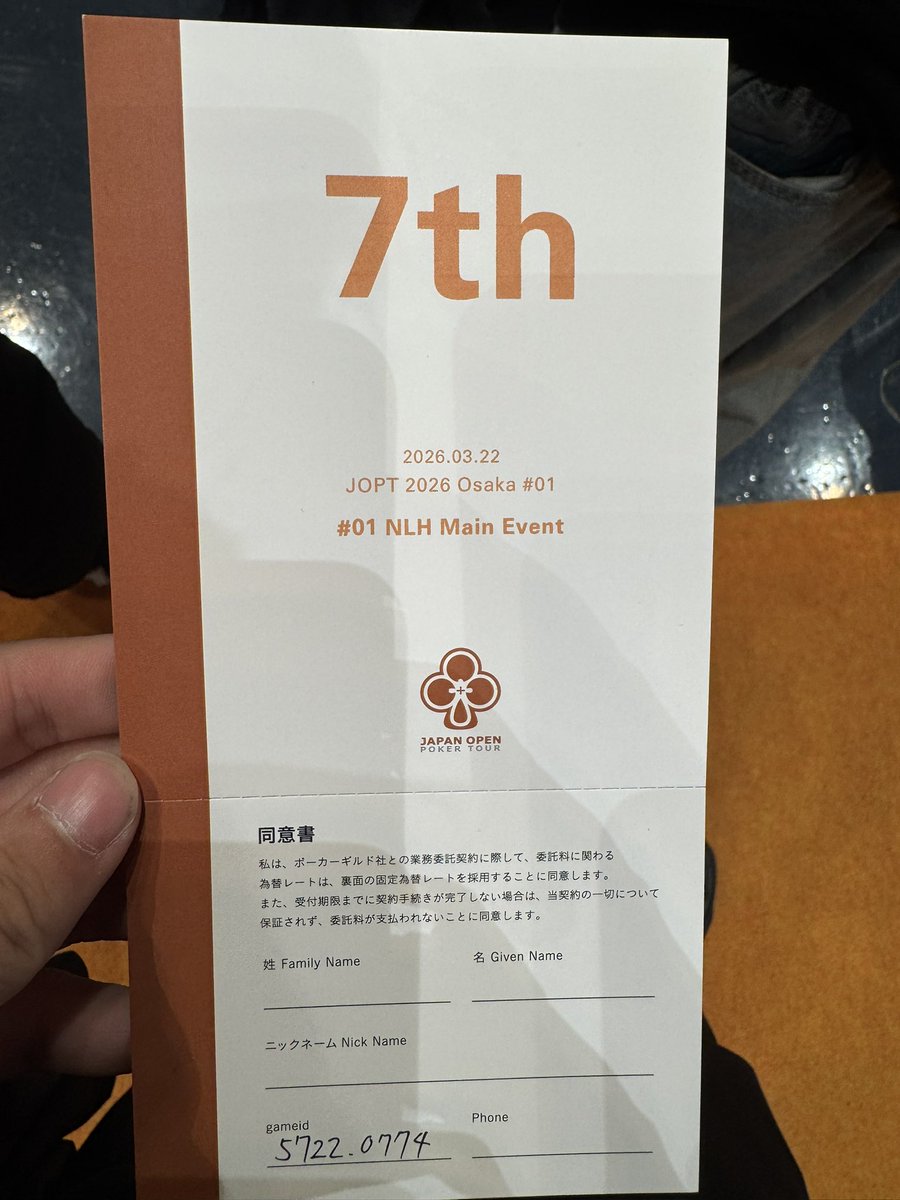 7th
2026.03.22
JOPT 2026 Osaka #01
#01 NLH Main Event
JAPAN OPEN
POKER TOUR
同意書
私は、ポーカーギルド社との業務委託契約に際して、委託料に関わる
為替レートは、裏面の固定為替レートを採用することに同意します。
また、受付期限までに契約手続きが完了しない場合は、当契約の一切について
保証されず、委託料が支払われないことに同意します。
姓 Family Name
名 Given Name
ニックネーム Nick Name
gameid
Phone
5722.0774